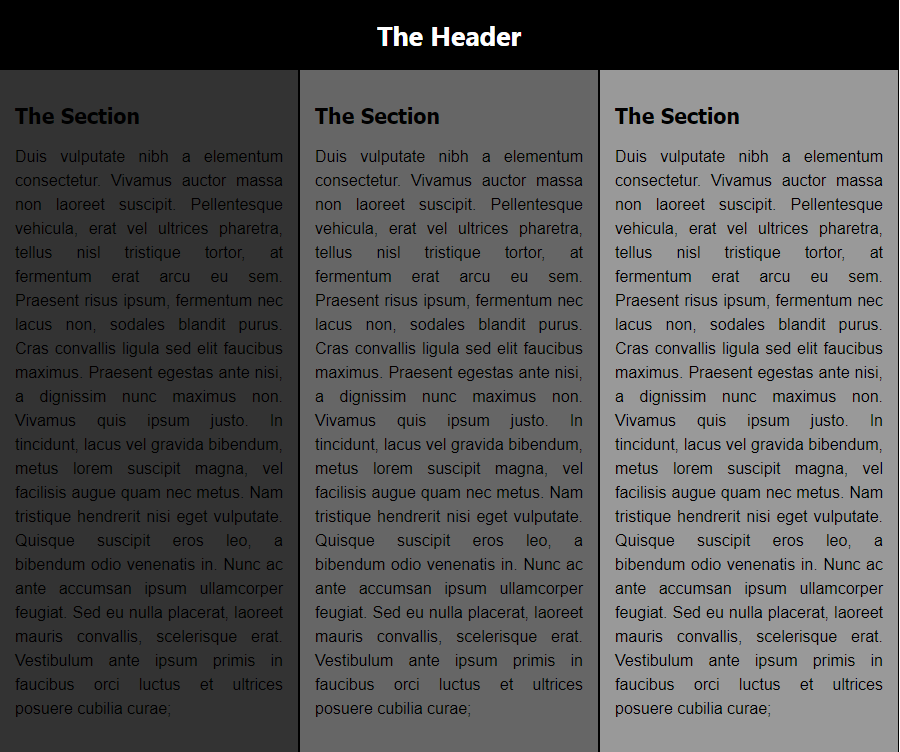 The Header
The Section
Duis vulputate nibh a elementum
consectetur. Vivamus auctor massa
non laoreet suscipit. Pellentesque
vehicula, erat vel ultrices pharetra,
tellus nisl tristique tortor, at
fermentum erat arcu eu sem.
Praesent risus ipsum, fermentum nec
lacus non, sodales blandit purus.
Cras convallis ligula sed elit faucibus
maximus. Praesent egestas ante nisi,
a dignissim nunc maximus non.
Vivamus quis ipsum justo. In
tincidunt, lacus vel gravida bibendum,
metus lorem suscipit magna, vel
facilisis augue quam nec metus. Nam
tristique hendrerit nisi eget vulputate.
Quisque suscipit eros leo, a
bibendum odio venenatis in. Nunc ac
ante accumsan ipsum ullamcorper
feugiat. Sed eu nulla placerat, laoreet
mauris convallis, scelerisque erat.
Vestibulum ante ipsum primis in
faucibus orci luctus et ultrices
posuere cubilia curae;
The Section
Duis vulputate nibh a elementum
consectetur. Vivamus auctor massa
non laoreet suscipit. Pellentesque
vehicula, erat vel ultrices pharetra,
tellus nisl tristique tortor, at
fermentum erat arcu eu sem.
Praesent risus ipsum, fermentum nec
lacus non, sodales blandit purus.
Cras convallis ligula sed elit faucibus
maximus. Praesent egestas ante nisi,
a dignissim nunc maximus non.
Vivamus quis ipsum justo. In
tincidunt, lacus vel gravida bibendum,
metus lorem suscipit magna, vel
facilisis augue quam nec metus. Nam
tristique hendrerit nisi eget vulputate.
Quisque suscipit eros leo, a
bibendum odio venenatis in. Nunc ac
ante accumsan ipsum ullamcorper
feugiat. Sed eu nulla placerat, laoreet
mauris convallis, scelerisque erat.
Vestibulum ante ipsum primis in
faucibus orci luctus et ultrices
posuere cubilia curae;
The Section
Duis vulputate nibh a elementum
consectetur. Vivamus auctor massa
non laoreet suscipit. Pellentesque
vehicula, erat vel ultrices pharetra,
tellus nisl tristique tortor, at
fermentum erat arcu eu sem.
Praesent risus ipsum, fermentum nec
lacus non, sodales blandit purus.
Cras convallis ligula sed elit faucibus
maximus. Praesent egestas ante nisi,
a dignissim nunc maximus non.
Vivamus quis ipsum justo. In
tincidunt, lacus vel gravida bibendum,
metus lorem suscipit magna, vel
facilisis augue quam nec metus. Nam
tristique hendrerit nisi eget vulputate.
Quisque suscipit eros leo, a
bibendum odio venenatis in. Nunc ac
ante accumsan ipsum ullamcorper
feugiat. Sed eu nulla placerat, laoreet
mauris convallis, scelerisque erat.
Vestibulum ante ipsum primis in
faucibus orci luctus et ultrices
posuere cubilia curae;